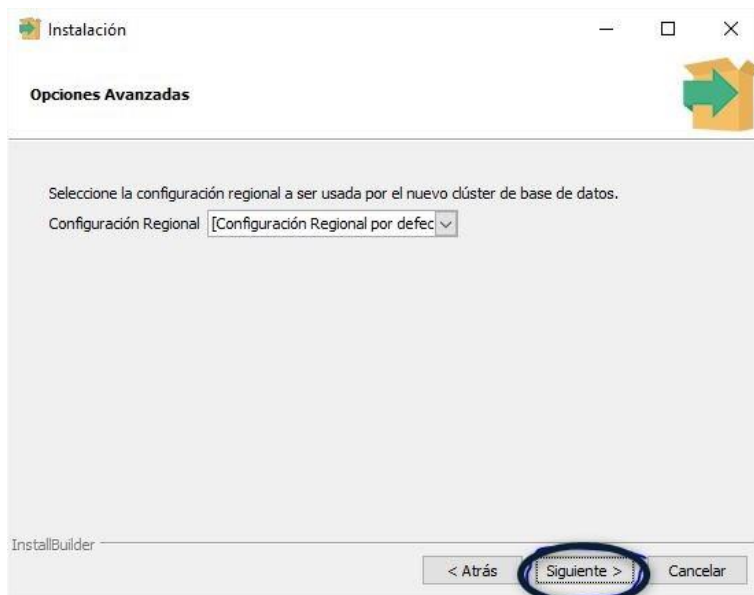 Instalación
Opciones Avanzadas
Seleccione la configuración regional a ser usada por el nuevo clúster de base de datos.
Configuración Regional [Configuración Regional por defec
InstallBuilder
< Atrás Siguiente > Cancelar